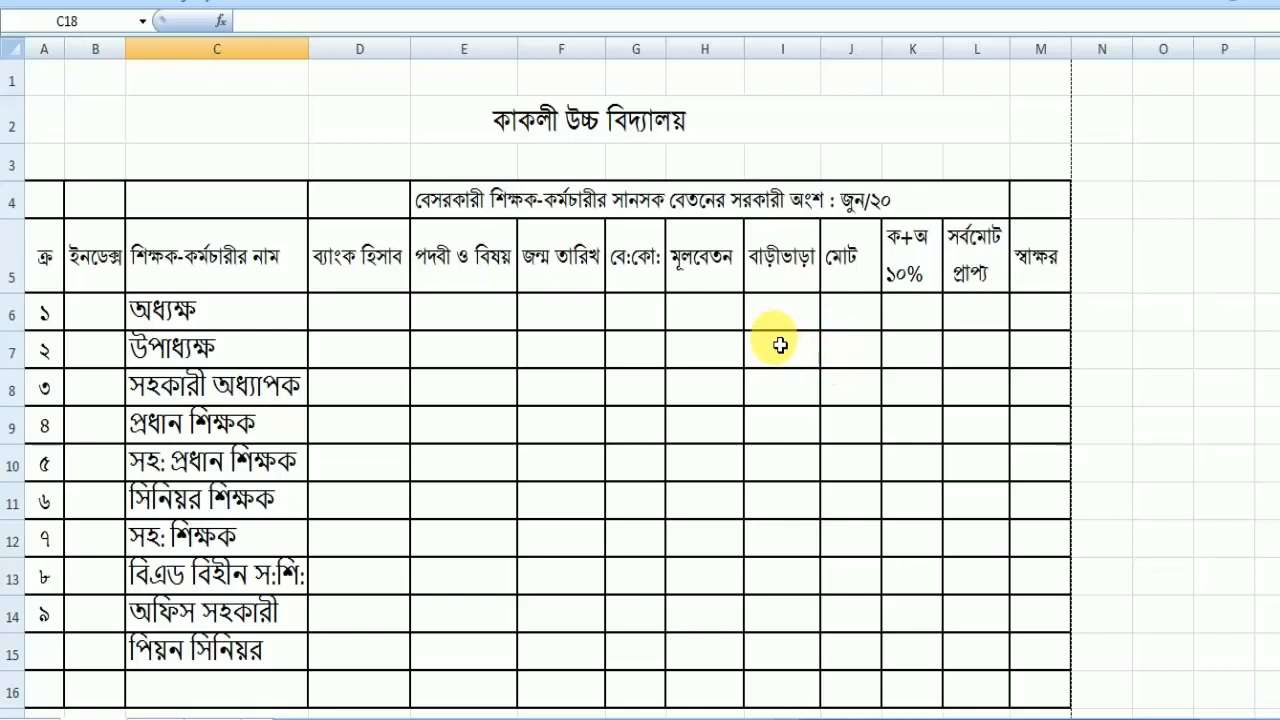 C18
fx
A B C D E F G H I J K L M N O P
1
2 কাকলী উচ্চ বিদ্যালয়
3
4 বেসরকারী শিক্ষক-কর্মচারীর সানসক বেতনের সরকারী অংশ : জুন/২০
5 ক্র ইনডেক্স শিক্ষক-কর্মচারীর নাম ব্যাংক হিসাব পদবী ও বিষয় জন্ম তারিখ বে:কো: মূলবেতন বাড়ীভাড়া মোট ক+অ ১০% সর্বমোট প্রাপ্য স্বাক্ষর
6 ১ অধ্যক্ষ
7 ২ উপাধ্যক্ষ
8 ৩ সহকারী অধ্যাপক
9 ৪ প্রধান শিক্ষক
10 ৫ সহ: প্রধান শিক্ষক
11 ৬ সিনিয়র শিক্ষক
12 ৭ সহ: শিক্ষক
13 ৮ বিএড বিহীন স:শি:
14 ৯ অফিস সহকারী
15 পিয়ন সিনিয়র
16